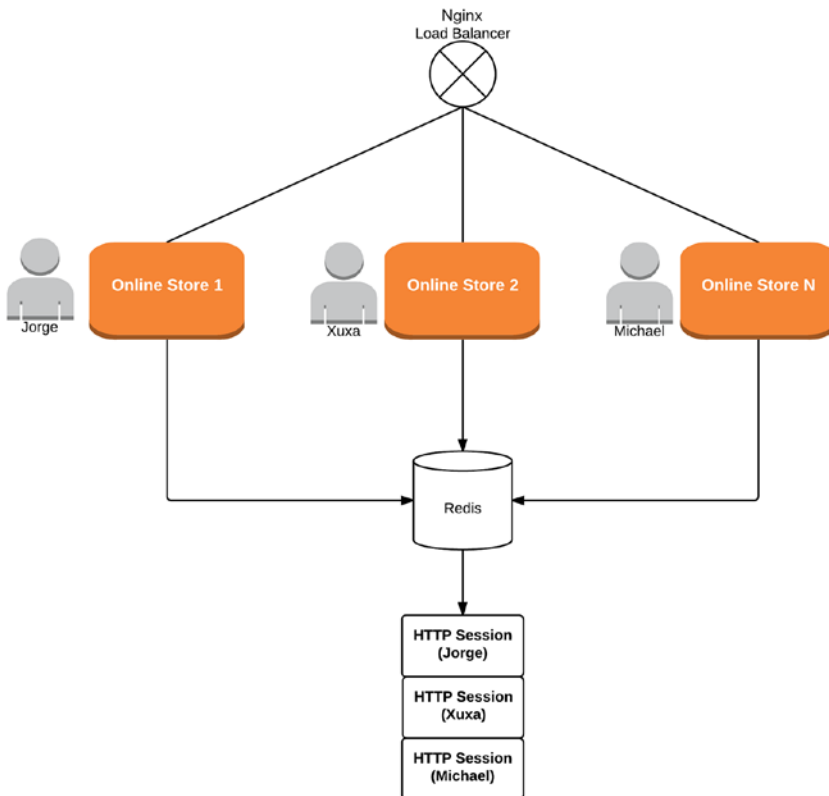 Nginx
Load Balancer
Online Store 1
Online Store 2
Online Store N
Jorge
Xuxa
Michael
Redis
HTTP Session
(Jorge)
HTTP Session
(Xuxa)
HTTP Session
(Michael)